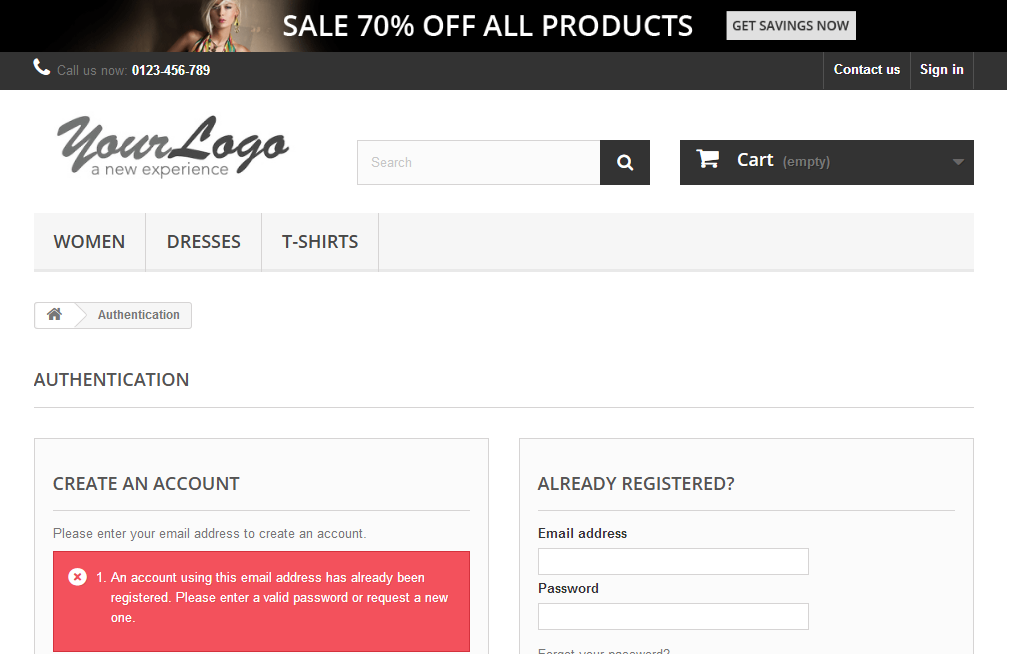 SALE 70% OFF ALL PRODUCTS GET SAVINGS NOW
Call us now: 0123-456-789 Contact us Sign in
YourLogo
a new experience
Search
Cart (empty)
WOMEN DRESSES T-SHIRTS
Authentication
AUTHENTICATION
CREATE AN ACCOUNT
Please enter your email address to create an account.
1. An account using this email address has already been
registered. Please enter a valid password or request a new
one.
ALREADY REGISTERED?
Email address
Password
Forgot your password?